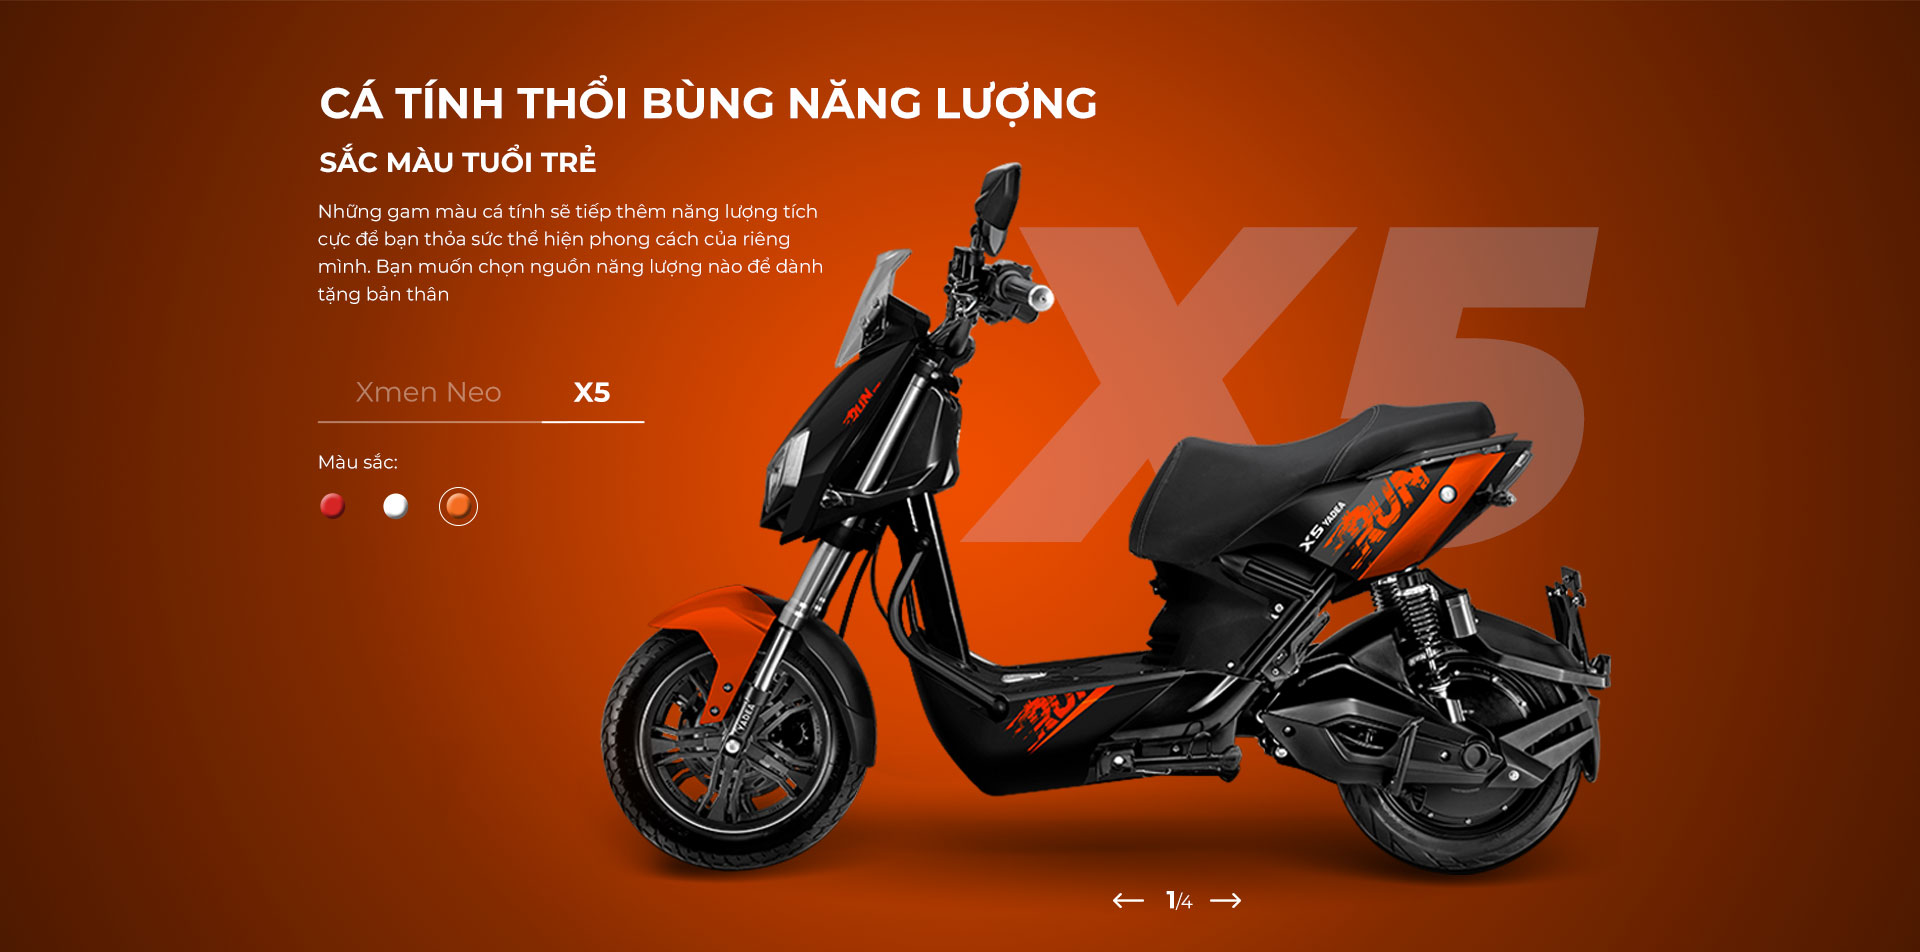 CÁ TÍNH THỔI BÙNG NĂNG LƯỢNG
SẮC MÀU TUỔI TRẺ
Những gam màu cá tính sẽ tiếp thêm năng lượng tích
cực để bạn thỏa sức thể hiện phong cách của riêng
mình. Bạn muốn chọn nguồn năng lượng nào để dành
tặng bản thân
X5
Xmen Neo X5
Màu sắc:
RUN
X5 YADEA
RUN
RUN
YADEA
1/4